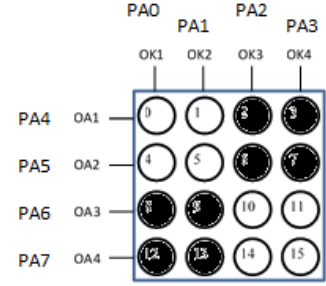 PA0 PA2
PA1 PA3
OK1 OK2 OK3 OK4
PA4 OA1 0 1 2 3
PA5 OA2 4 5 6 7
PA6 OA3 8 9 10 11
PA7 OA4 12 13 14 15